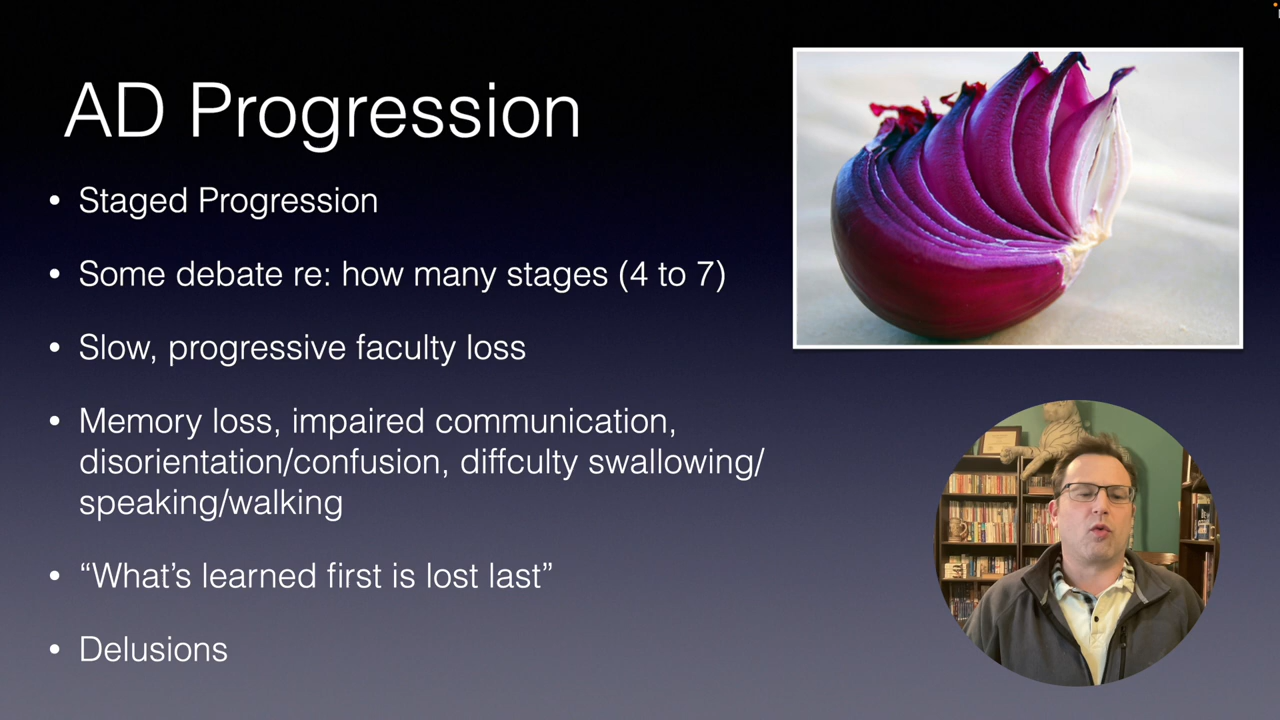 AD Progression
• Staged Progression
• Some debate re: how many stages (4 to 7)
• Slow, progressive faculty loss
• Memory loss, impaired communication,
disorientation/confusion, diffculty swallowing/
speaking/walking
• “What’s learned first is lost last”
• Delusions